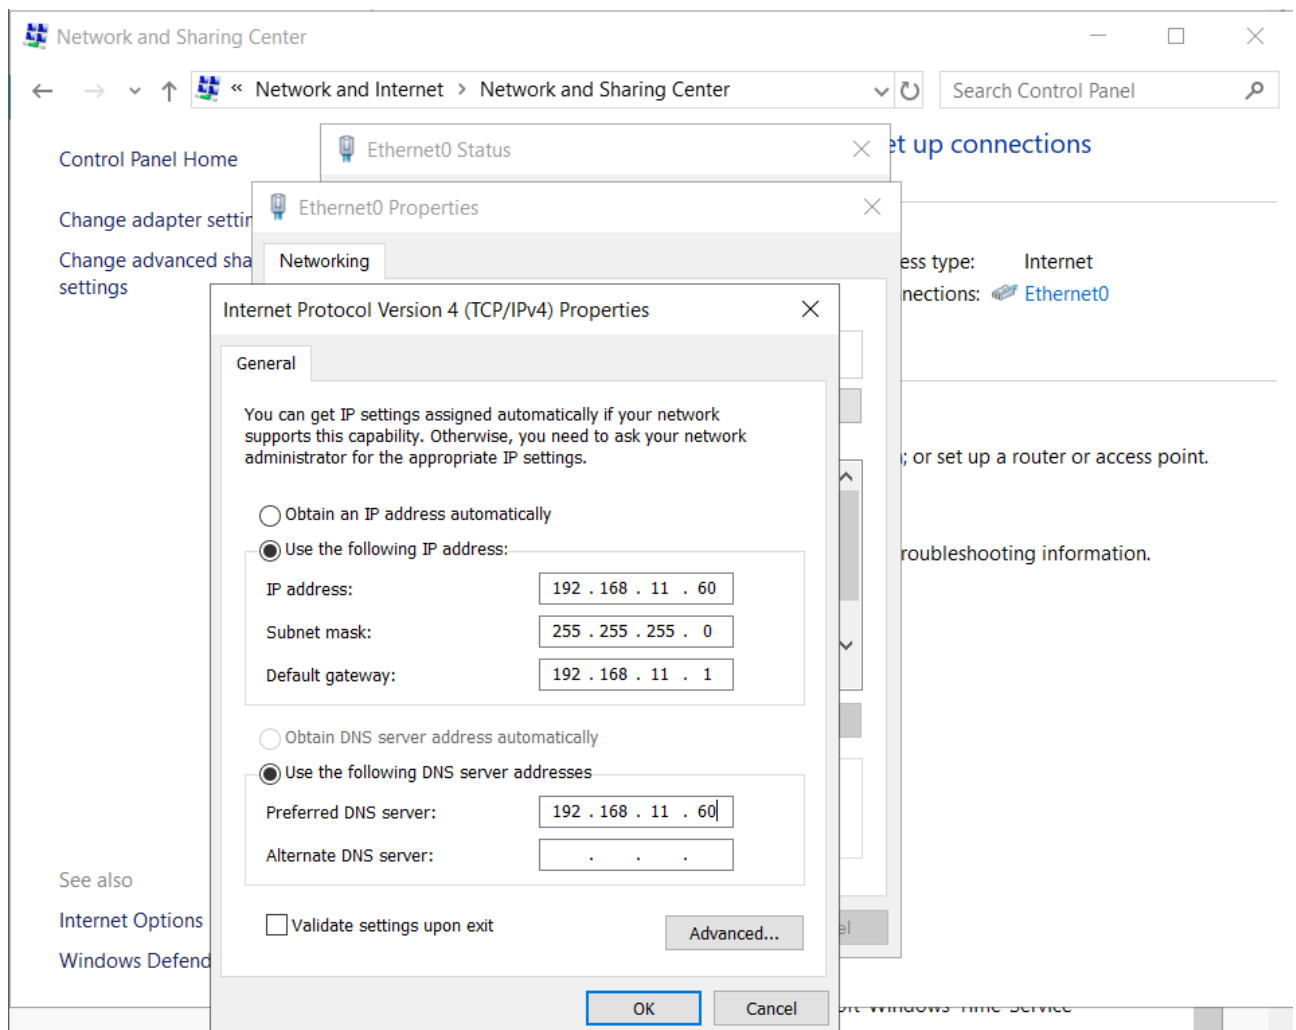 Network and Sharing Center
« Network and Internet > Network and Sharing Center
Search Control Panel
Control Panel Home
Change adapter settin
Change advanced sha
settings
Ethernet0 Status
et up connections
Ethernet0 Properties
Networking
ess type: Internet
nections: Ethernet0
; or set up a router or access point.
roubleshooting information.
Internet Protocol Version 4 (TCP/IPv4) Properties
General
You can get IP settings assigned automatically if your network
supports this capability. Otherwise, you need to ask your network
administrator for the appropriate IP settings.
Obtain an IP address automatically
Use the following IP address:
IP address: 192 . 168 . 11 . 60
Subnet mask: 255 . 255 . 255 . 0
Default gateway: 192 . 168 . 11 . 1
Obtain DNS server address automatically
Use the following DNS server addresses
Preferred DNS server: 192 . 168 . 11 . 60
Alternate DNS server: . . .
Validate settings upon exit
Advanced...
el
OK
Cancel
See also
Internet Options
Windows Defend
Windows Time Service